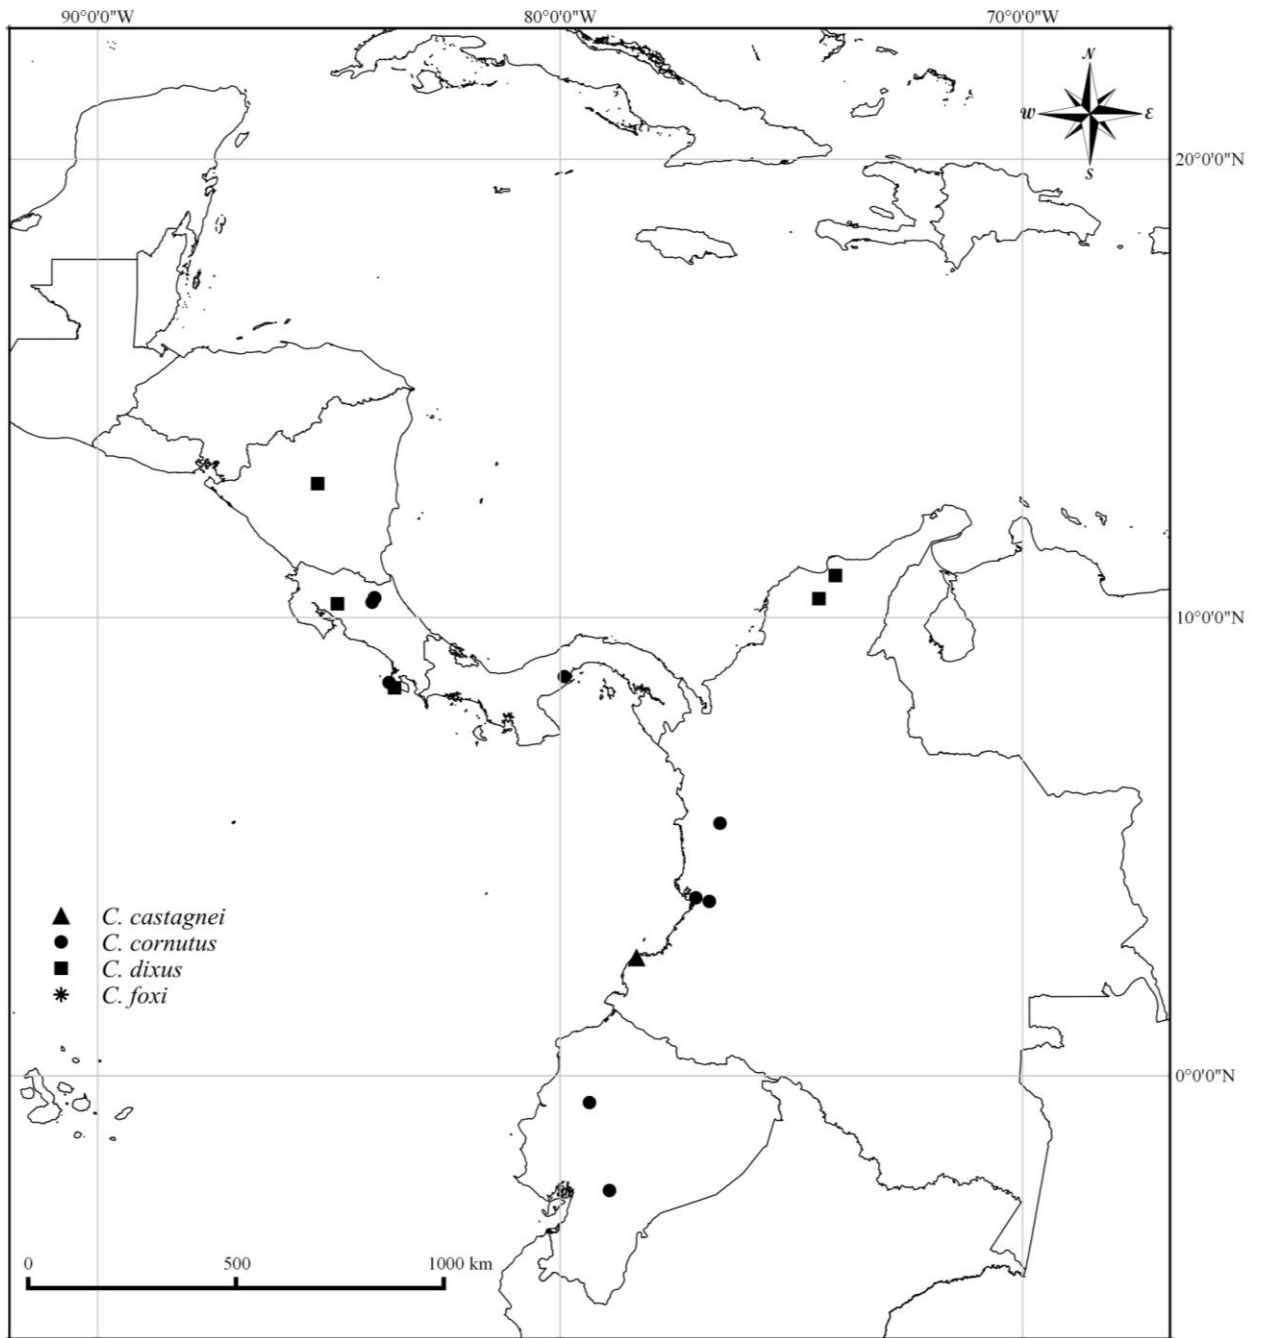 90°0'0"W 80°0'0"W 70°0'0"W
N
W E
S
20°0'0"N
10°0'0"N
C. castagnei
C. cornutus
C. dixus
C. foxi
0°0'0"N
0 500 1000 km